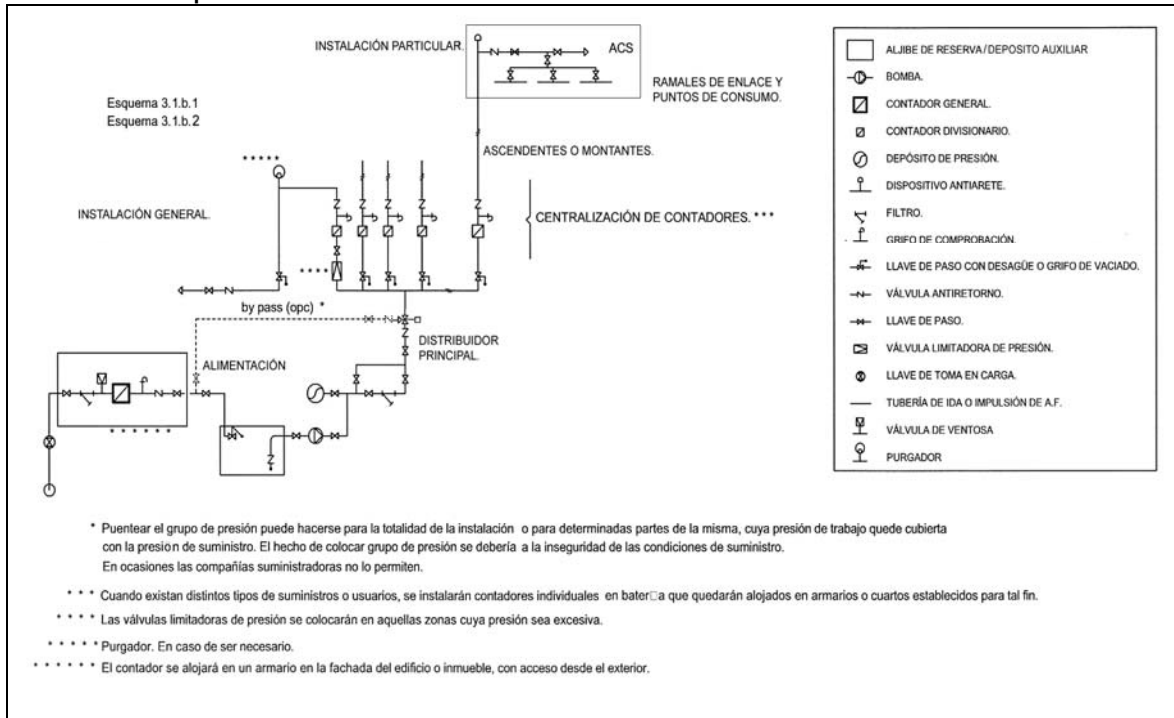 INSTALACIÓN PARTICULAR.
ACS
RAMALES DE ENLACE Y
PUNTOS DE CONSUMO.
Esquema 3.1.b.1
Esquema 3.1.b.2
ASCENDENTES O MONTANTES.
* * * * *
INSTALACIÓN GENERAL.
CENTRALIZACIÓN DE CONTADORES. * * *
* * * *
by pass (opc) *
DISTRIBUIDOR
PRINCIPAL.
ALIMENTACIÓN
* * * * * *
ALJIBE DE RESERVA/DEPOSITO AUXILIAR
BOMBA.
CONTADOR GENERAL.
CONTADOR DIVISIONARIO.
DEPÓSITO DE PRESIÓN.
DISPOSITIVO ANTIARETE.
FILTRO.
GRIFO DE COMPROBACIÓN.
LLAVE DE PASO CON DESAGÜE O GRIFO DE VACIADO.
VÁLVULA ANTIRETORNO.
LLAVE DE PASO.
VÁLVULA LIMITADORA DE PRESIÓN.
LLAVE DE TOMA EN CARGA.
TUBERÍA DE IDA O IMPULSIÓN DE A.F.
VÁLVULA DE VENTOSA
PURGADOR
* Puentear el grupo de presión puede hacerse para la totalidad de la instalación o para determinadas partes de la misma, cuya presión de trabajo quede cubierta
con la presion de suministro. El hecho de colocar grupo de presión se debería a la inseguridad de las condiciones de suministro.
En ocasiones las compañías suministradoras no lo permiten.
* * * Cuando existan distintos tipos de suministros o usuarios, se instalarán contadores individuales en bater□a que quedarán alojados en armarios o cuartos establecidos para tal fin.
* * * * Las válvulas limitadoras de presión se colocarán en aquellas zonas cuya presión sea excesiva.
* * * * * Purgador. En caso de ser necesario.
* * * * * * El contador se alojará en un armario en la fachada del edificio o inmueble, con acceso desde el exterior.